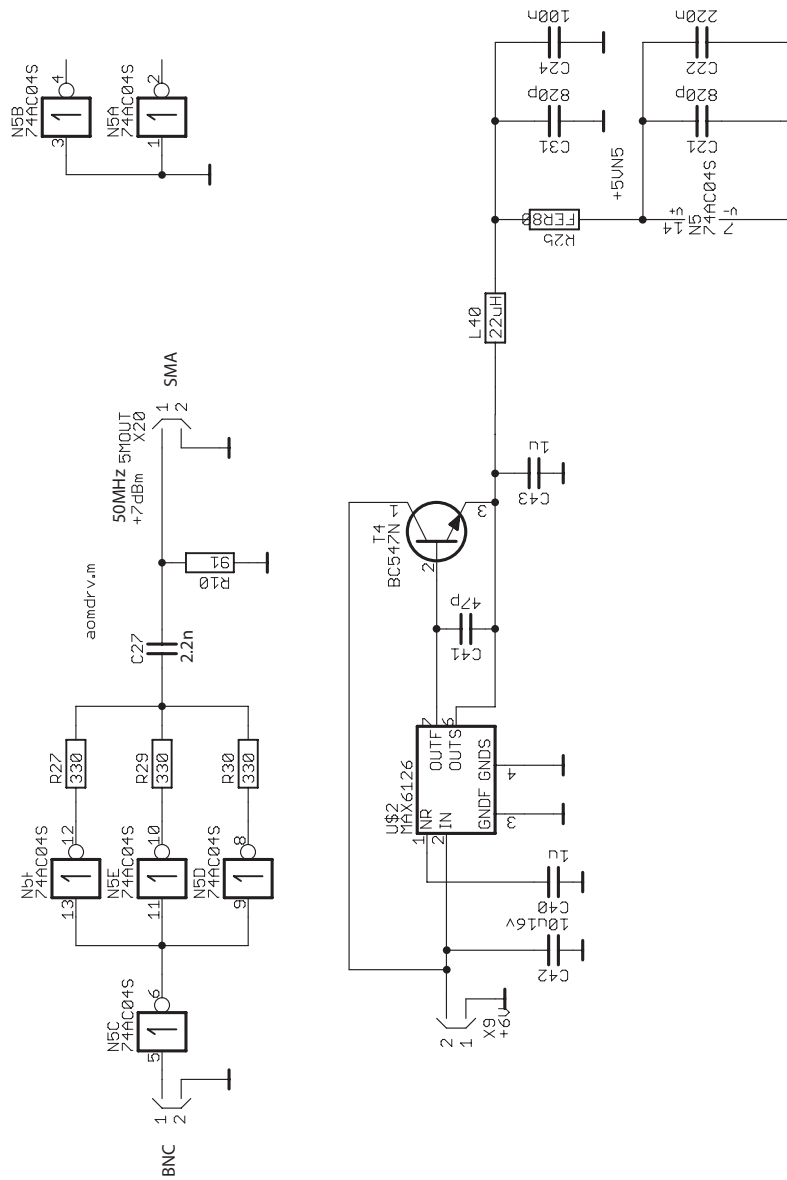 N5B
74AC04S
3
1
4
N5A
74AC04S
1
1
2
100n
C24
820p
C31
220n
C22
820p
C21
+5VN5
FER80
R25
+U
14
N5
74AC04S
-U
7
L40
22uH
SMA
1
2
50MHz 5MOUT
+7dBm
X20
91
R10
aomdrv.m
C27
2.2n
R27
330
R29
330
R30
330
74AC04S
13
1
12
N5E
74AC04S
11
1
10
N5D
74AC04S
9
1
8
N5C
74AC04S
5
1
6
1
2
BNC
1u
C43
T4
BC547N
1
2
3
47p
C41
U$2
MAX6126
7
OUTF
6
OUTS
GNDS
4
GNDF
3
1
NR
2
IN
1u
C40
10u16v
C42
2
1
X9
+6V